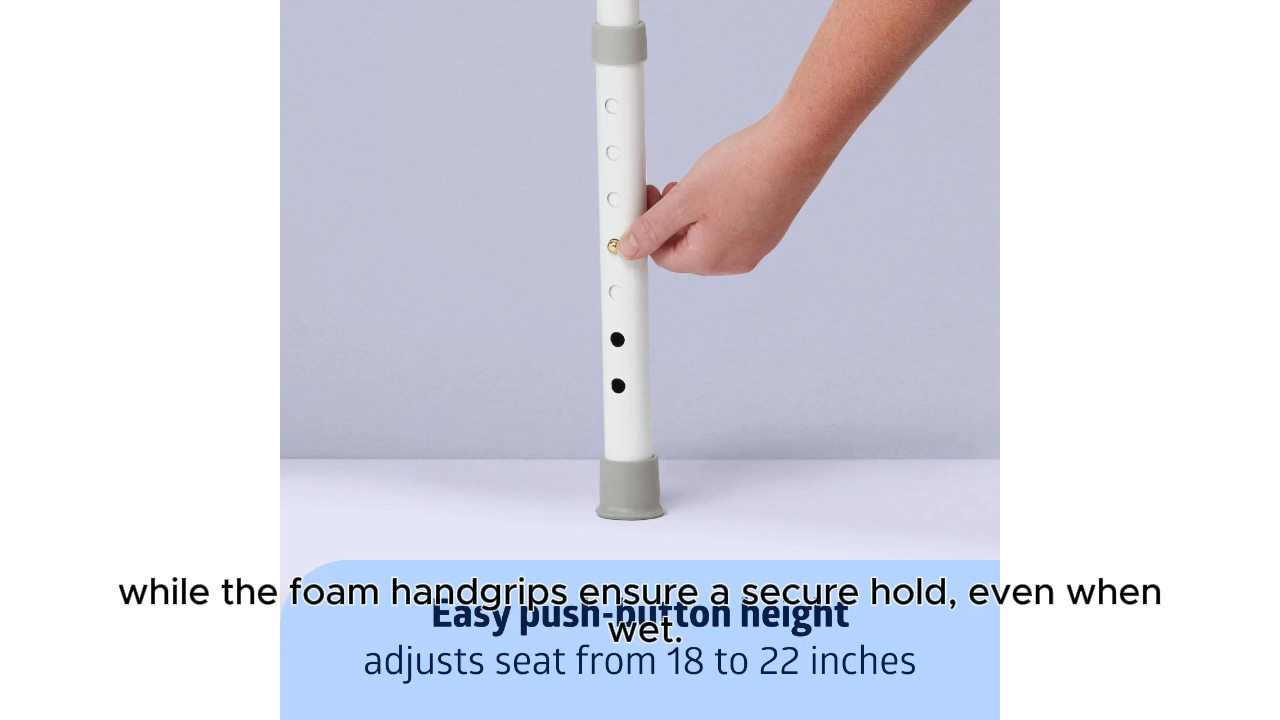 while the foam handgrips ensure a secure hold, even when
wet.
Easy push-button height
adjusts seat from 18 to 22 inches